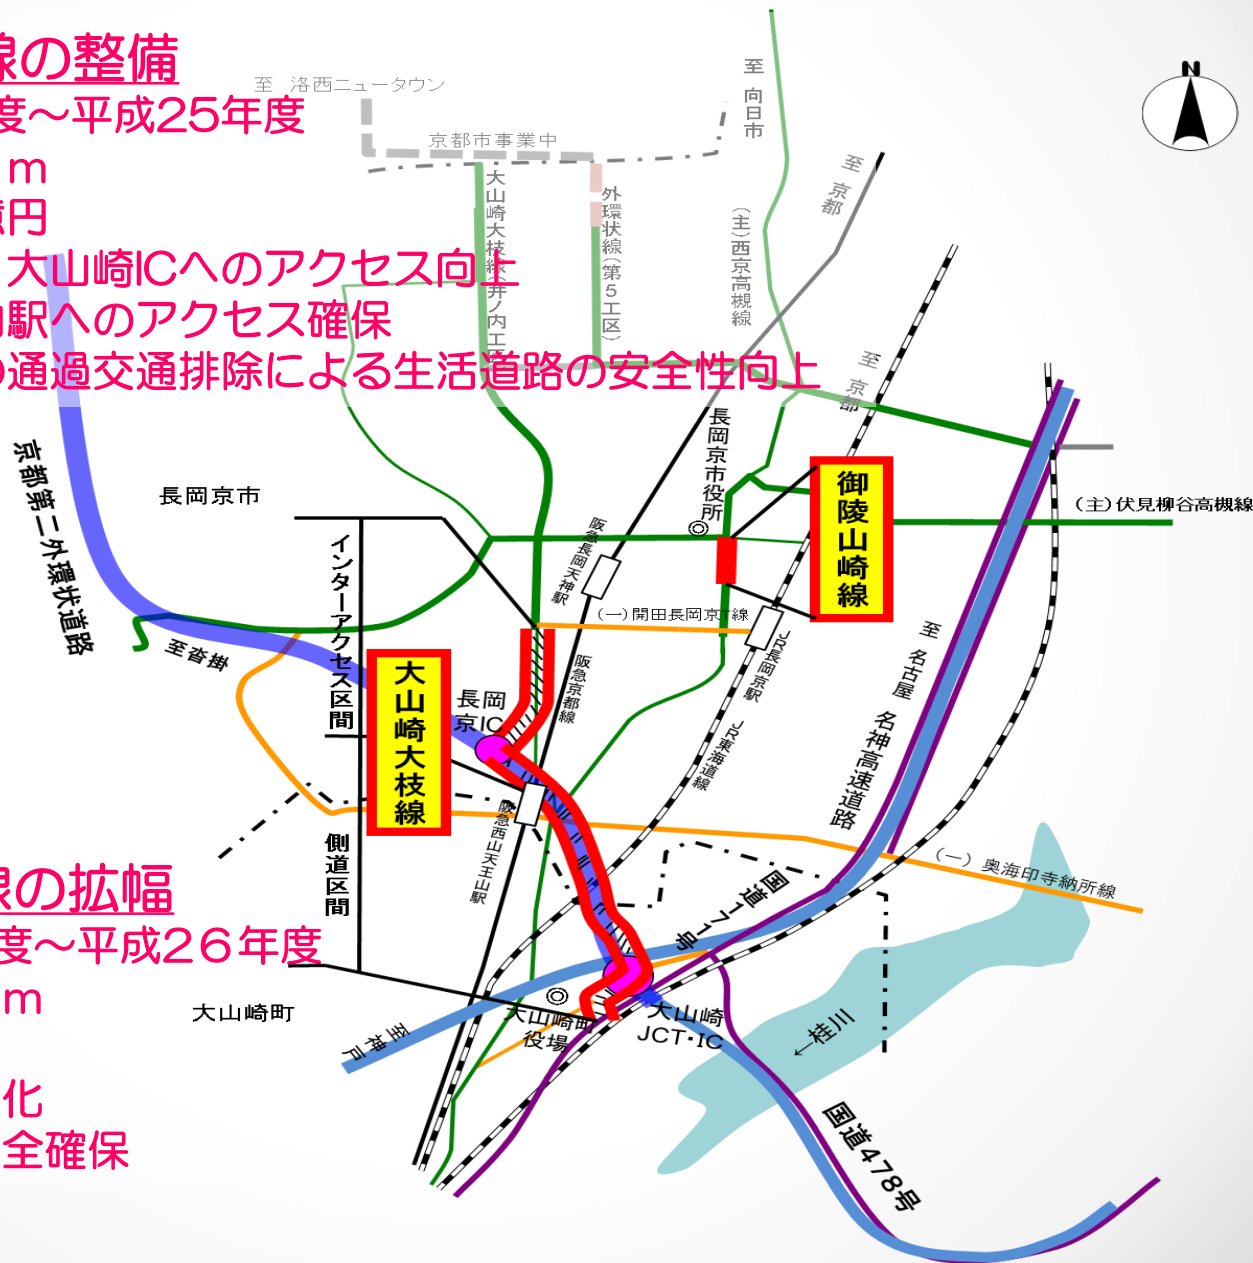 線の整備
度～平成25年度
m
億円
大山崎ICへのアクセス向上
駅へのアクセス確保
の通過交通排除による生活道路の安全性向上
至 洛西ニュータウン
京都市事業中
至 向日市
至 京都
大山崎大枝線(井ノ内工区
外環状線(第5工区)
(主)西京高槻線
至 京都
長岡京市役所
御陵山崎線
(主)伏見柳谷高槻線
長岡京市
京都第二外環状道路
インターアクセス区間
阪急長岡天神駅
(一)開田長岡京IT線
至沓掛
大山崎大枝線
長岡京IC
阪急京都線
JR長岡京駅
JR東海道線
至 名古屋
名神高速道路
阪急西山天王山駅
側道区間
(一)奥海印寺納所線
国道171号
線の拡幅
度～平成26年度
m
化
全確保
大山崎町
至神戸
大山崎町役場
大山崎JCT・IC
←桂川
国道478号
N